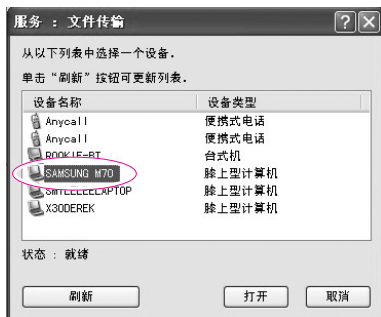 服务 : 文件传输
从以下列表中选择一个设备.
单击“刷新”按钮可更新列表.
设备名称 设备类型
Anycall 便携式电话
Anycall 便携式电话
ROOKIE-BT 台式机
SAMSUNG M70 膝上型计算机
SMILEEEEELAPTOP 膝上型计算机
X30DEREK 膝上型计算机
状态 : 就绪
刷新 打开 取消